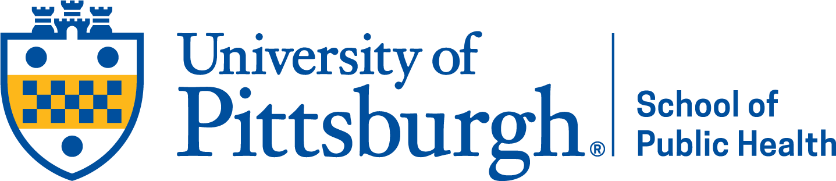 University of
Pittsburgh®
School of
Public Health